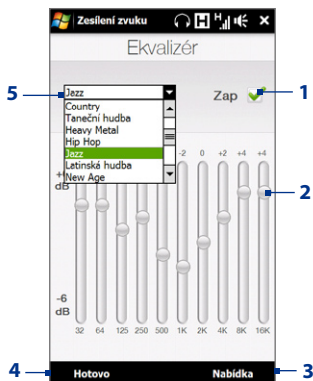 Zesílení zvuku
Ekvalizér
5
Jazz
Zap
1
Country
Taneční hudba
Heavy Metal
Hip Hop
Jazz
Latinská hudba
New Age
-2 0 +2 +4 +4
dB
2
-6
dB
32 64 125 250 500 1K 2K 4K 8K 16K
4
Hotovo
Nabídka
3